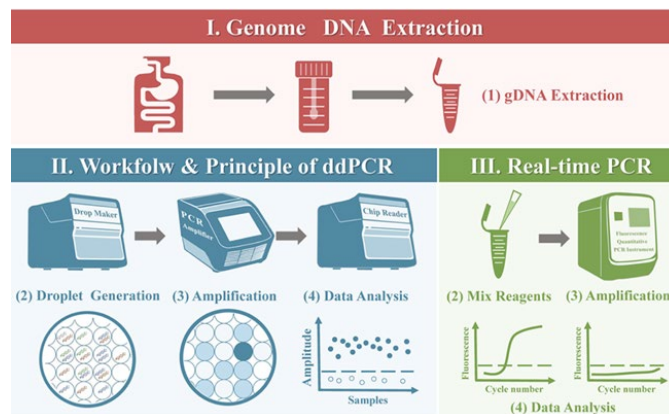 I. Genome DNA Extraction
(1) gDNA Extraction
II. Workfolw & Principle of ddPCR
Drop Maker
PCR
Amplifier
Chip Reader
(2) Droplet Generation
(3) Amplification
(4) Data Analysis
Amplitude
Samples
III. Real-time PCR
Fluorescence
Quantitative
PCR Instrument
(2) Mix Reagents
(3) Amplification
Fluorescence
Cycle number
Fluorescence
Cycle number
(4) Data Analysis